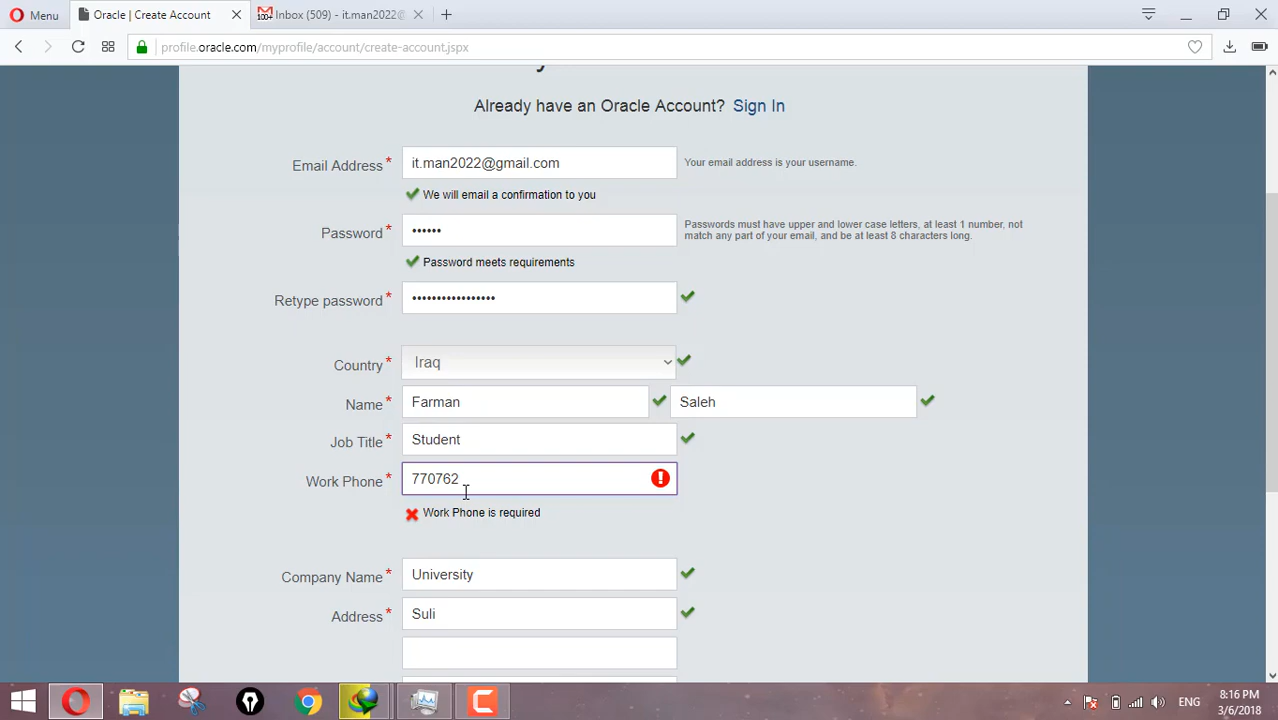 Menu
Oracle | Create Account
Inbox (509) - it.man2022@
profile.oracle.com/myprofile/account/create-account.jspx
Already have an Oracle Account? Sign In
Email Address*
it.man2022@gmail.com
Your email address is your username.
We will email a confirmation to you
Password*
••••••
Passwords must have upper and lower case letters, at least 1 number, not
match any part of your email, and be at least 8 characters long.
Password meets requirements
Retype password*
•••••••••••••••••
Country*
Iraq
Name*
Farman
Saleh
Job Title*
Student
Work Phone*
770762
Work Phone is required
Company Name*
University
Address*
Suli
ENG
8:16 PM
3/6/2018